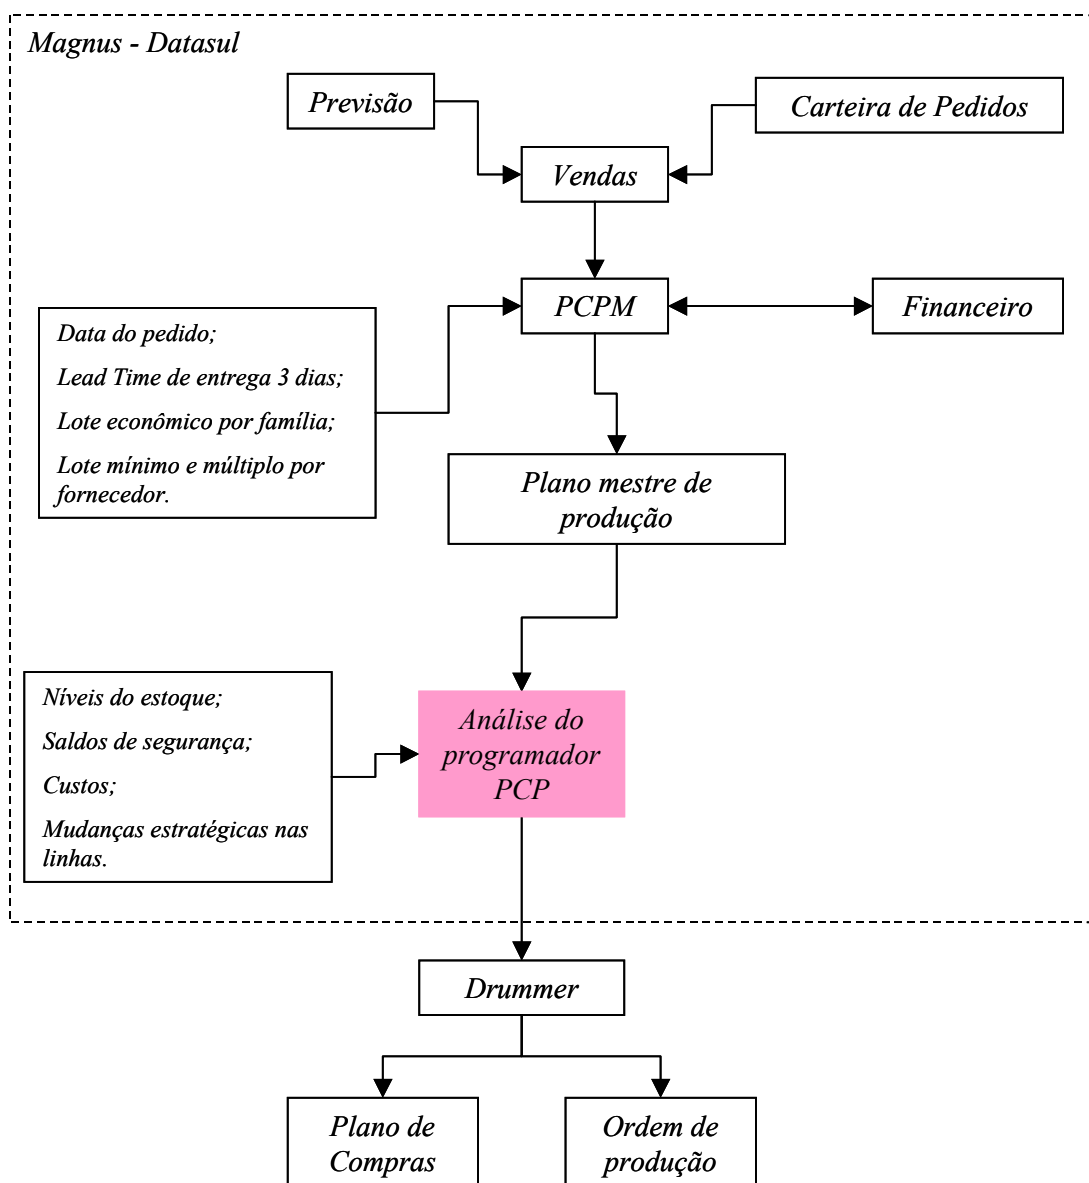 Magnus - Datasul
Previsão
Carteira de Pedidos
Vendas
PCPM
Financeiro
Data do pedido;
Lead Time de entrega 3 dias;
Lote econômico por família;
Lote mínimo e múltiplo por
fornecedor.
Plano mestre de
produção
Níveis do estoque;
Saldos de segurança;
Custos;
Mudanças estratégicas nas
linhas.
Análise do
programador
PCP
Drummer
Plano de
Compras
Ordem de
produção